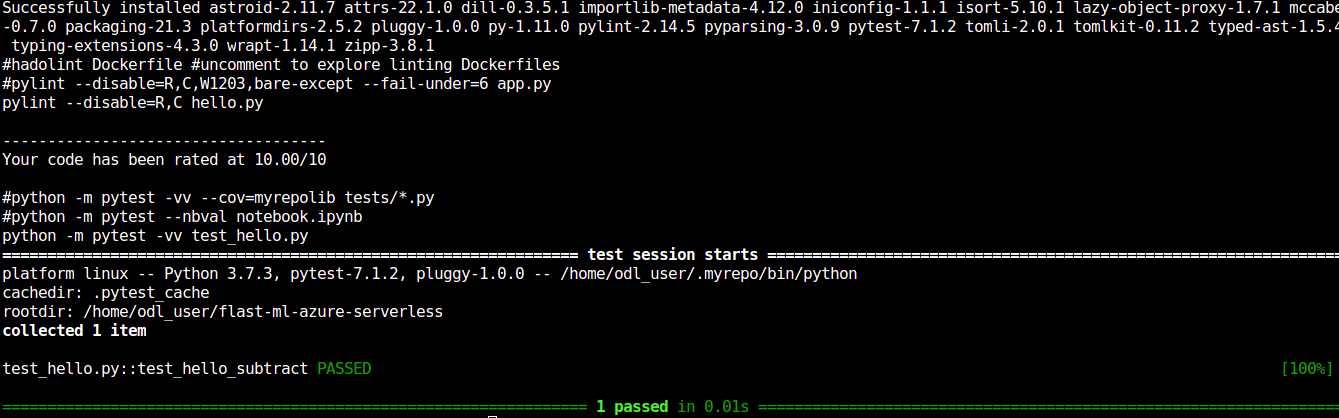 Successfully installed astroid-2.11.7 attrs-22.1.0 dill-0.3.5.1 importlib-metadata-4.12.0 iniconfig-1.1.1 isort-5.10.1 lazy-object-proxy-1.7.1 mccabe
-0.7.0 packaging-21.3 platformdirs-2.5.2 pluggy-1.0.0 py-1.11.0 pylint-2.14.5 pyparsing-3.0.9 pytest-7.1.2 tomli-2.0.1 tomlkit-0.11.2 typed-ast-1.5.4
typing-extensions-4.3.0 wrapt-1.14.1 zipp-3.8.1
#hadolint Dockerfile #uncomment to explore linting Dockerfiles
#pylint --disable=R,C,W1203,bare-except --fail-under=6 app.py
pylint --disable=R,C hello.py
------------------------------------
Your code has been rated at 10.00/10
#python -m pytest -vv --cov=myrepolib tests/*.py
#python -m pytest --nbval notebook.ipynb
python -m pytest -vv test_hello.py
================================================================ test session starts ================================================================
platform linux -- Python 3.7.3, pytest-7.1.2, pluggy-1.0.0 -- /home/odl_user/.myrepo/bin/python
cachedir: .pytest_cache
rootdir: /home/odl_user/flast-ml-azure-serverless
collected 1 item
test_hello.py::test_hello_subtract PASSED [100%]
================================================================= 1 passed in 0.01s =================================================================